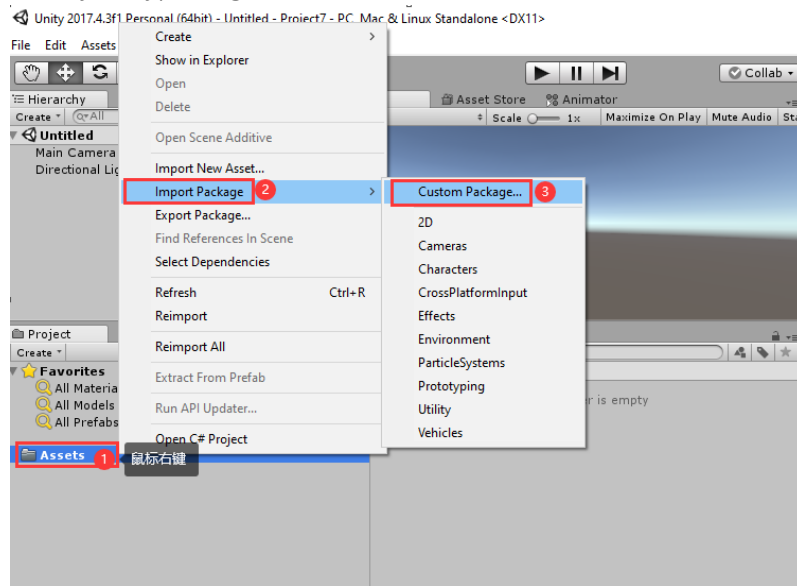 Unity 2017.4.3f1 Personal (64bit) - Untitled - Project7 - PC, Mac & Linux Standalone <DX11>
File Edit Assets
Create
Show in Explorer
Open
Delete
Open Scene Additive
Import New Asset...
Import Package 2
Export Package...
Find References In Scene
Select Dependencies
Refresh Ctrl+R
Reimport
Reimport All
Extract From Prefab
Run API Updater...
Open C# Project
Custom Package... 3
2D
Cameras
Characters
CrossPlatformInput
Effects
Environment
ParticleSystems
Prototyping
Utility
Vehicles
Collab
Hierarchy
Create All
Untitled
Main Camera
Directional
Asset Store Animator
Scale 1x Maximize On Play Mute Audio
Project
Create
Favorites
All
All Models
All Prefabs
Assets 1 鼠标右键
is empty